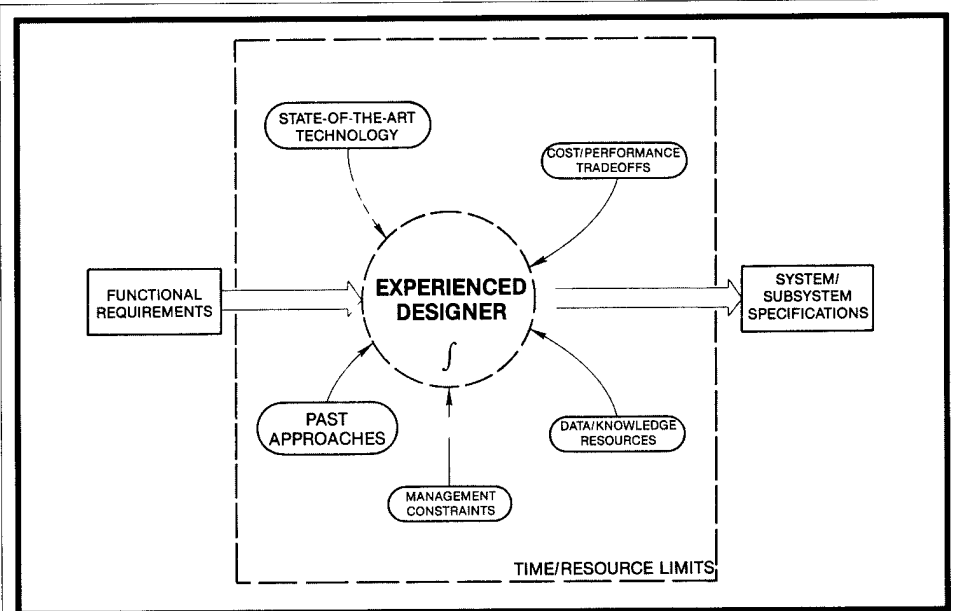 STATE-OF-THE-ART
TECHNOLOGY
COST/PERFORMANCE
TRADEOFFS
FUNCTIONAL
REQUIREMENTS
EXPERIENCED
DESIGNER
∫
SYSTEM/
SUBSYSTEM
SPECIFICATIONS
PAST
APPROACHES
DATA/KNOWLEDGE
RESOURCES
MANAGEMENT
CONSTRAINTS
TIME/RESOURCE LIMITS